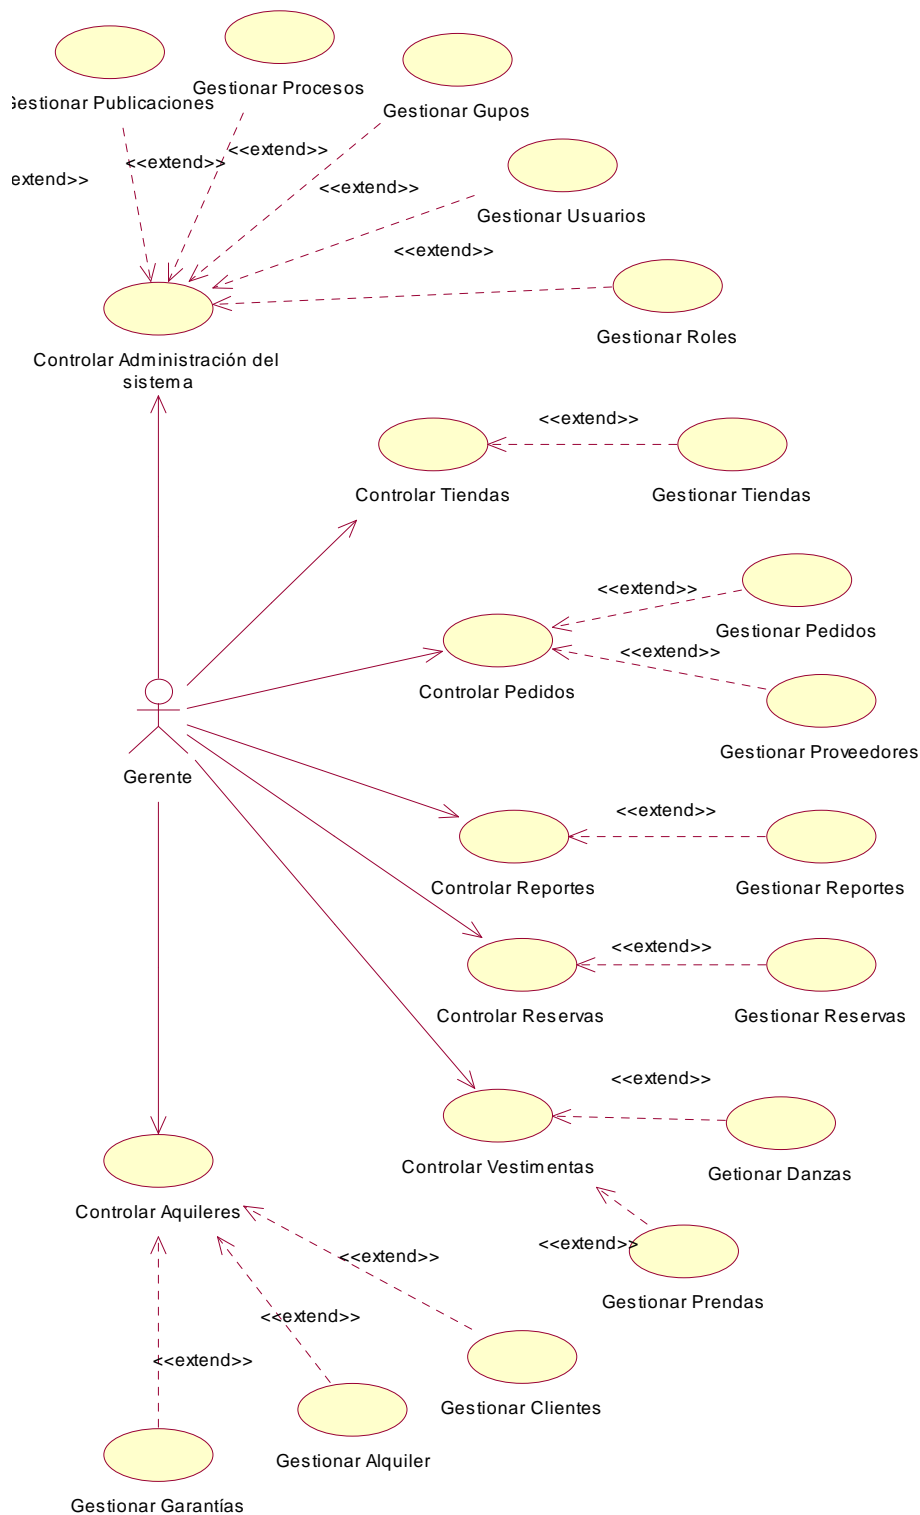 Gestionar Procesos
Gestionar Publicaciones
Gestionar Gupos
<<extend>>
<<extend>>
extend>>
<<extend>>
Gestionar Usuarios
<<extend>>
Gestionar Roles
Controlar Administración del
sistema
<<extend>>
Controlar Tiendas
Gestionar Tiendas
<<extend>>
Gestionar Pedidos
<<extend>>
Controlar Pedidos
Gestionar Proveedores
Gerente
<<extend>>
Controlar Reportes
Gestionar Reportes
<<extend>>
Controlar Reservas
Gestionar Reservas
<<extend>>
Controlar Vestimentas
Getionar Danzas
Controlar Aquileres
<<extend>>
<<extend>>
Gestionar Prendas
<<extend>>
<<extend>>
Gestionar Clientes
Gestionar Alquiler
Gestionar Garantías